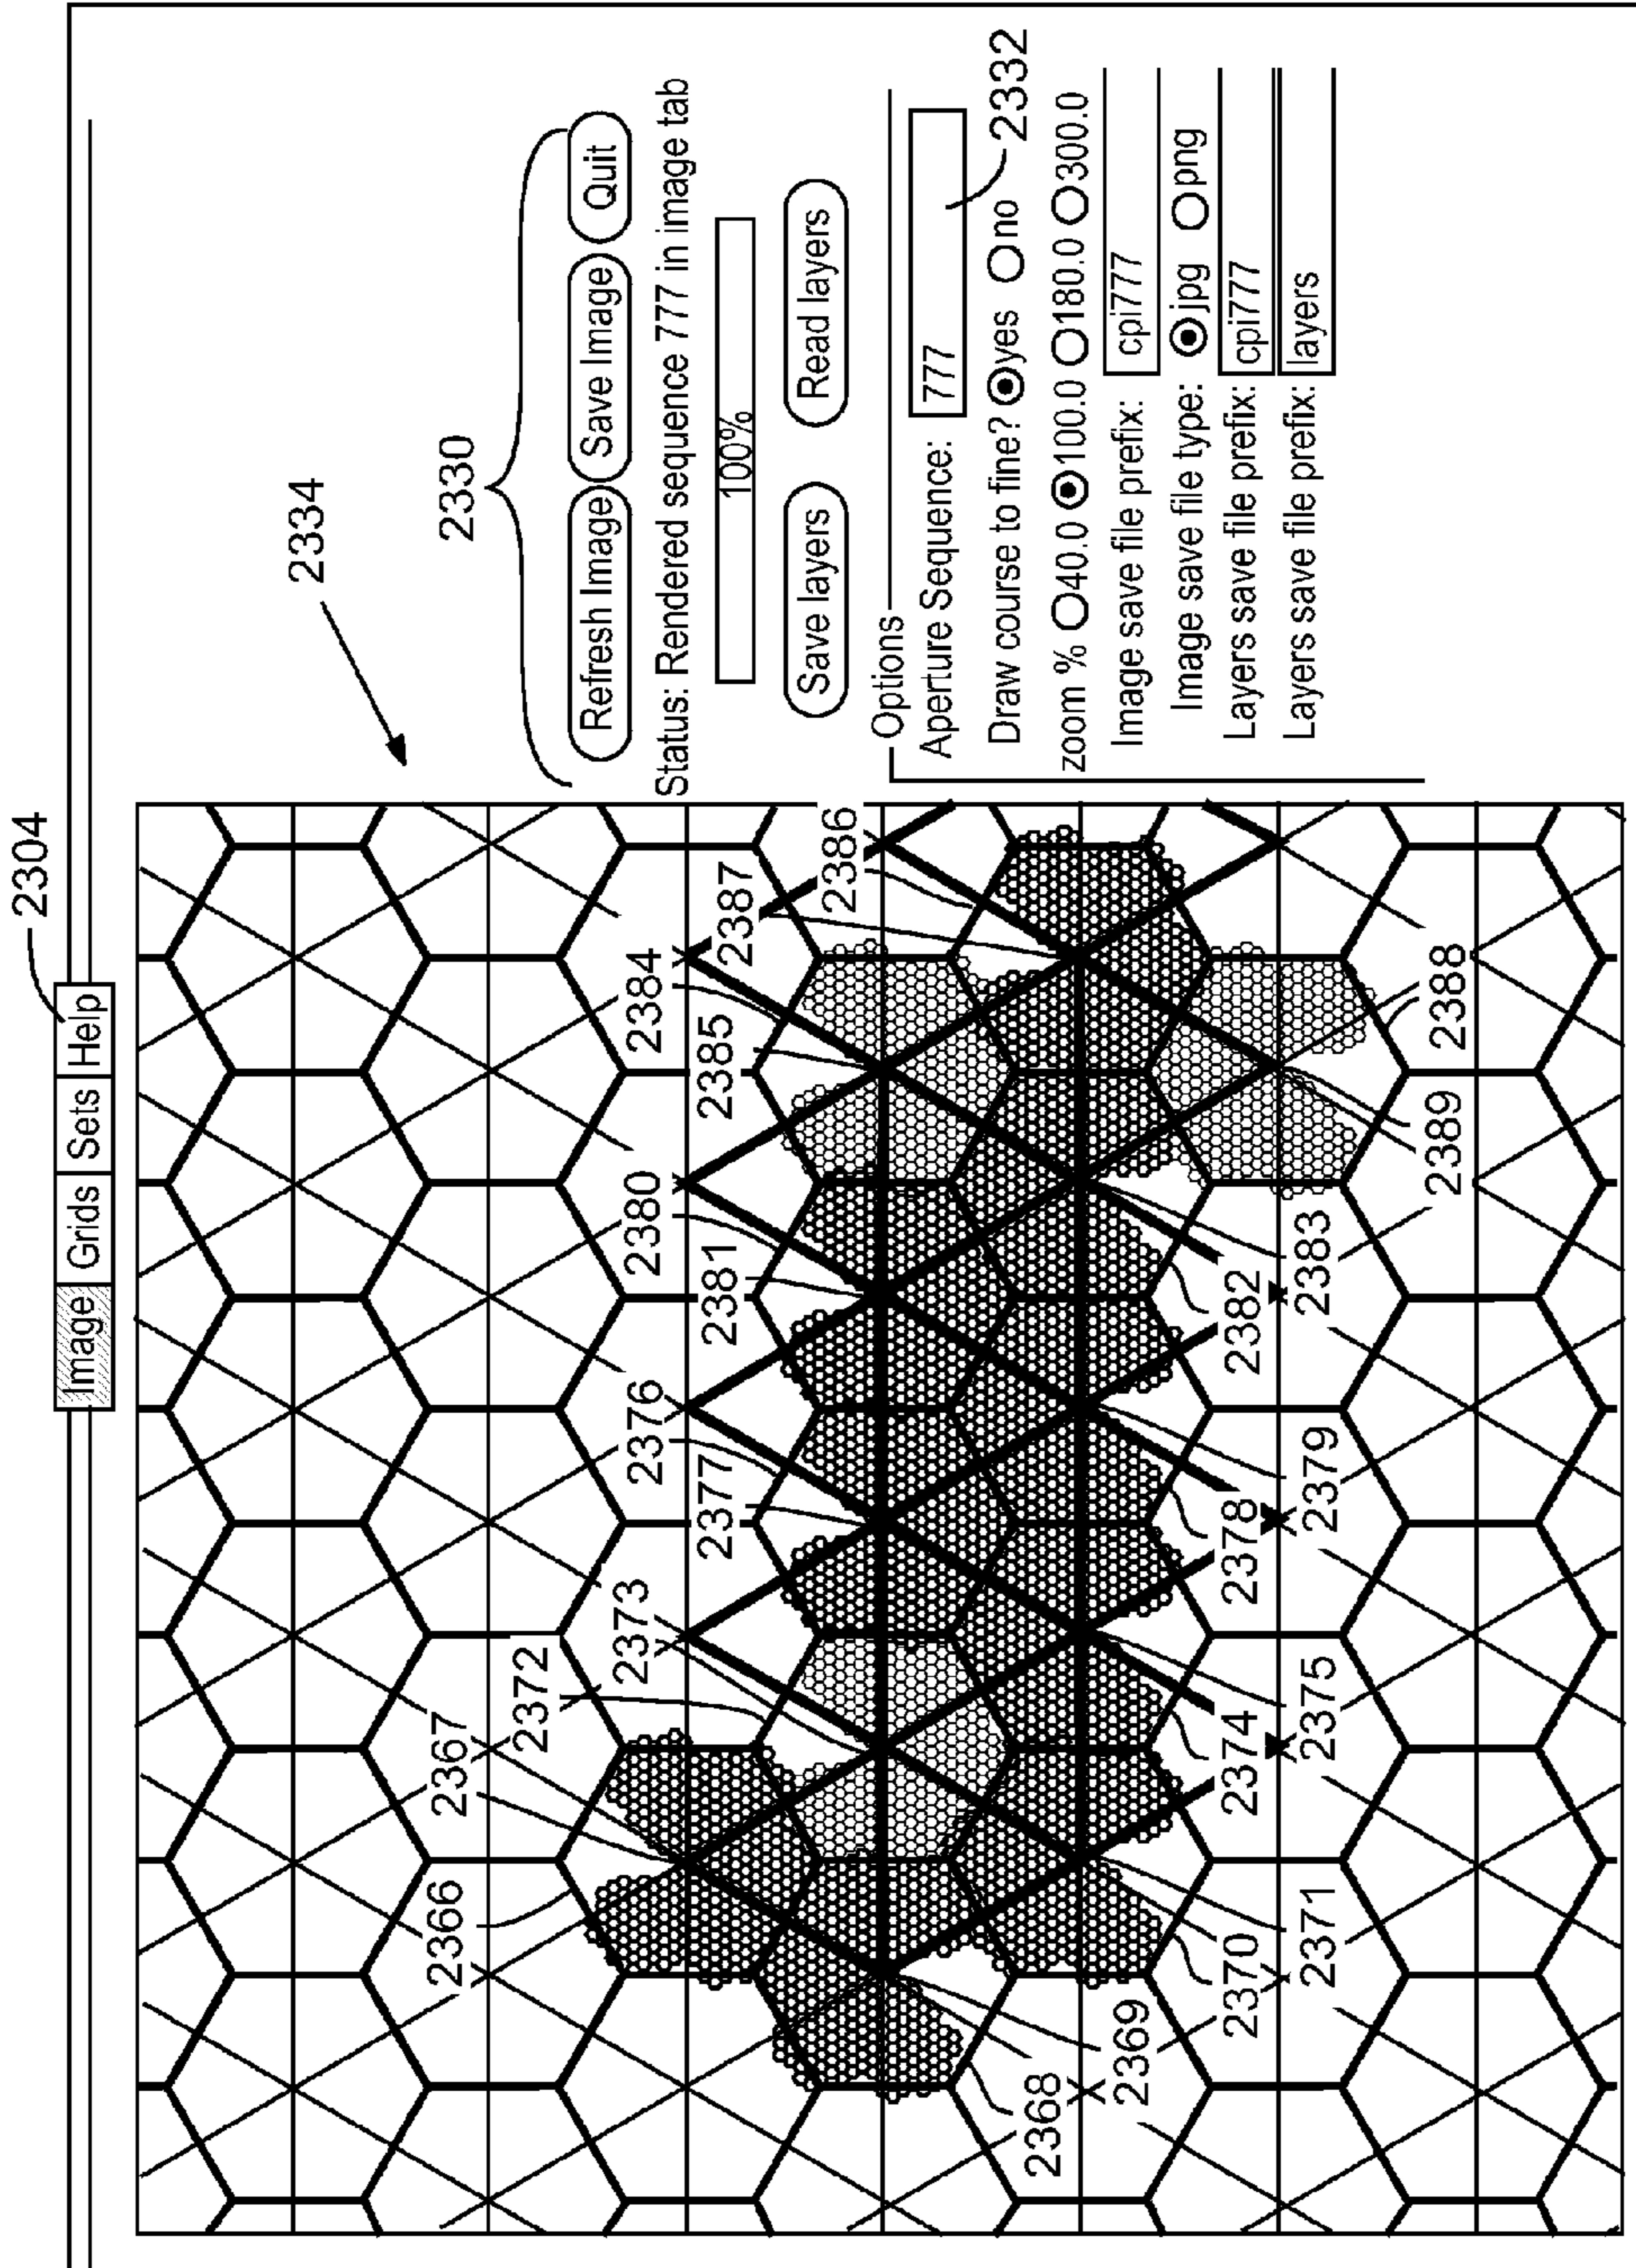 2304
Image Grids Sets Help
2334
2330
Refresh Image Save Image Quit
Status: Rendered sequence 777 in image tab
100%
Save layers Read layers
Options
Aperture Sequence: 777
2332
Draw course to fine? yes no
zoom % 40.0 100.0 180.0 300.0
Image save file prefix: cpi777
Image save file type: jpg png
Layers save file prefix: cpi777
Layers save file prefix: layers
2366
2367
2372
2373
2376
2377
2380
2381
2384
2385
2387
2386
2368
2369
2370
2371
2374
2375
2378
2379
2382
2383
2389
2388